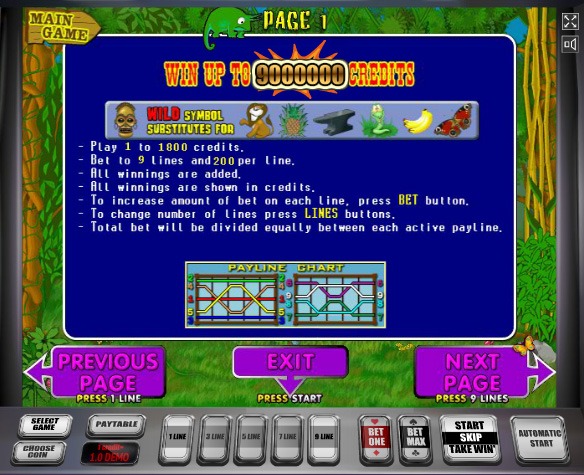 MAIN
GAME
PAGE 1
WIN UP TO 9000000 CREDITS
WILD SYMBOL
SUBSTITUTES FOR
- Play 1 to 1800 credits.
- Bet to 9 lines and 200 per line.
- All winnings are added.
- All winnings are shown in credits.
- To increase amount of bet on each line, press BET button.
- To change number of lines press LINES buttons.
- Total bet will be divided equally between each active payline.
PAYLINE CHART
PREVIOUS
PAGE
PRESS 1 LINE
EXIT
PRESS START
NEXT
PAGE
PRESS 9 LINES
SELECT
GAME
CHOOSE
COIN
PAYTABLE
1.0 DEMO
1 LINE
3 LINE
5 LINE
7 LINE
9 LINE
BET
ONE
BET
MAX
START
SKIP
TAKE WIN
AUTOMATIC
START